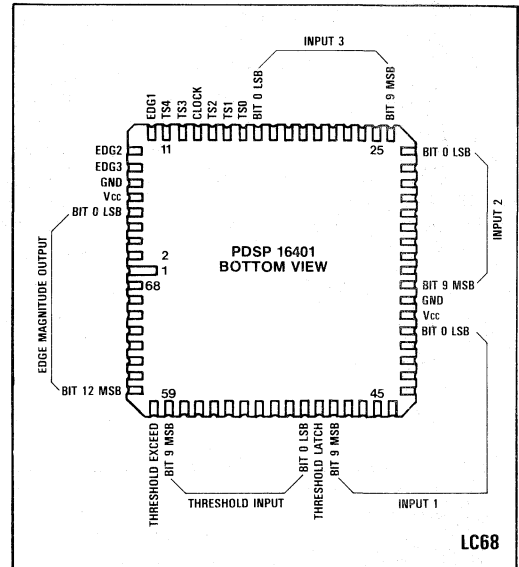 INPUT 3
EDG1
TS4
TS3
CLOCK
TS2
TS1
TS0
BIT 0 LSB
BIT 9 MSB
11
25
EDG2
EDG3
GND
Vcc
BIT 0 LSB
EDGE MAGNITUDE OUTPUT
BIT 12 MSB
2
1
68
PDSP 16401
BOTTOM VIEW
BIT 0 LSB
INPUT 2
BIT 9 MSB
GND
Vcc
BIT 0 LSB
59
45
THRESHOLD EXCEED
BIT 9 MSB
THRESHOLD INPUT
BIT 0 LSB
THRESHOLD LATCH
BIT 9 MSB
INPUT 1
LC68